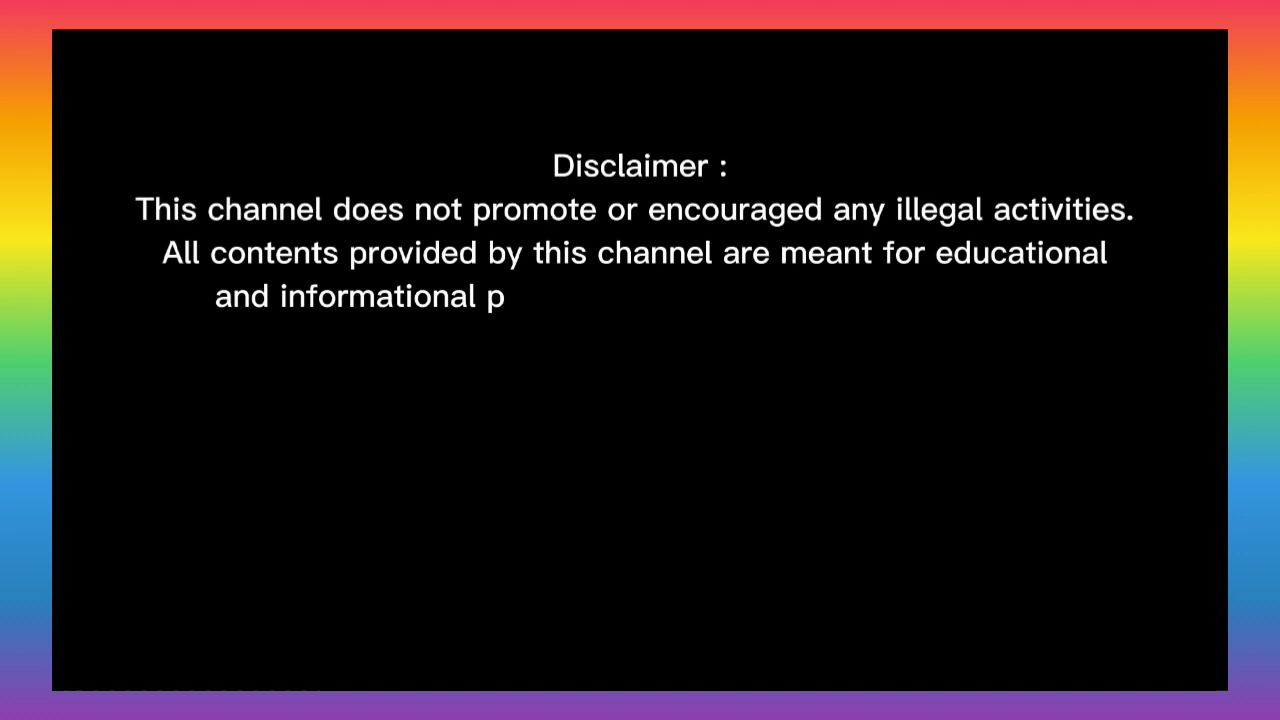 Disclaimer :
This channel does not promote or encouraged any illegal activities.
All contents provided by this channel are meant for educational
and informational p